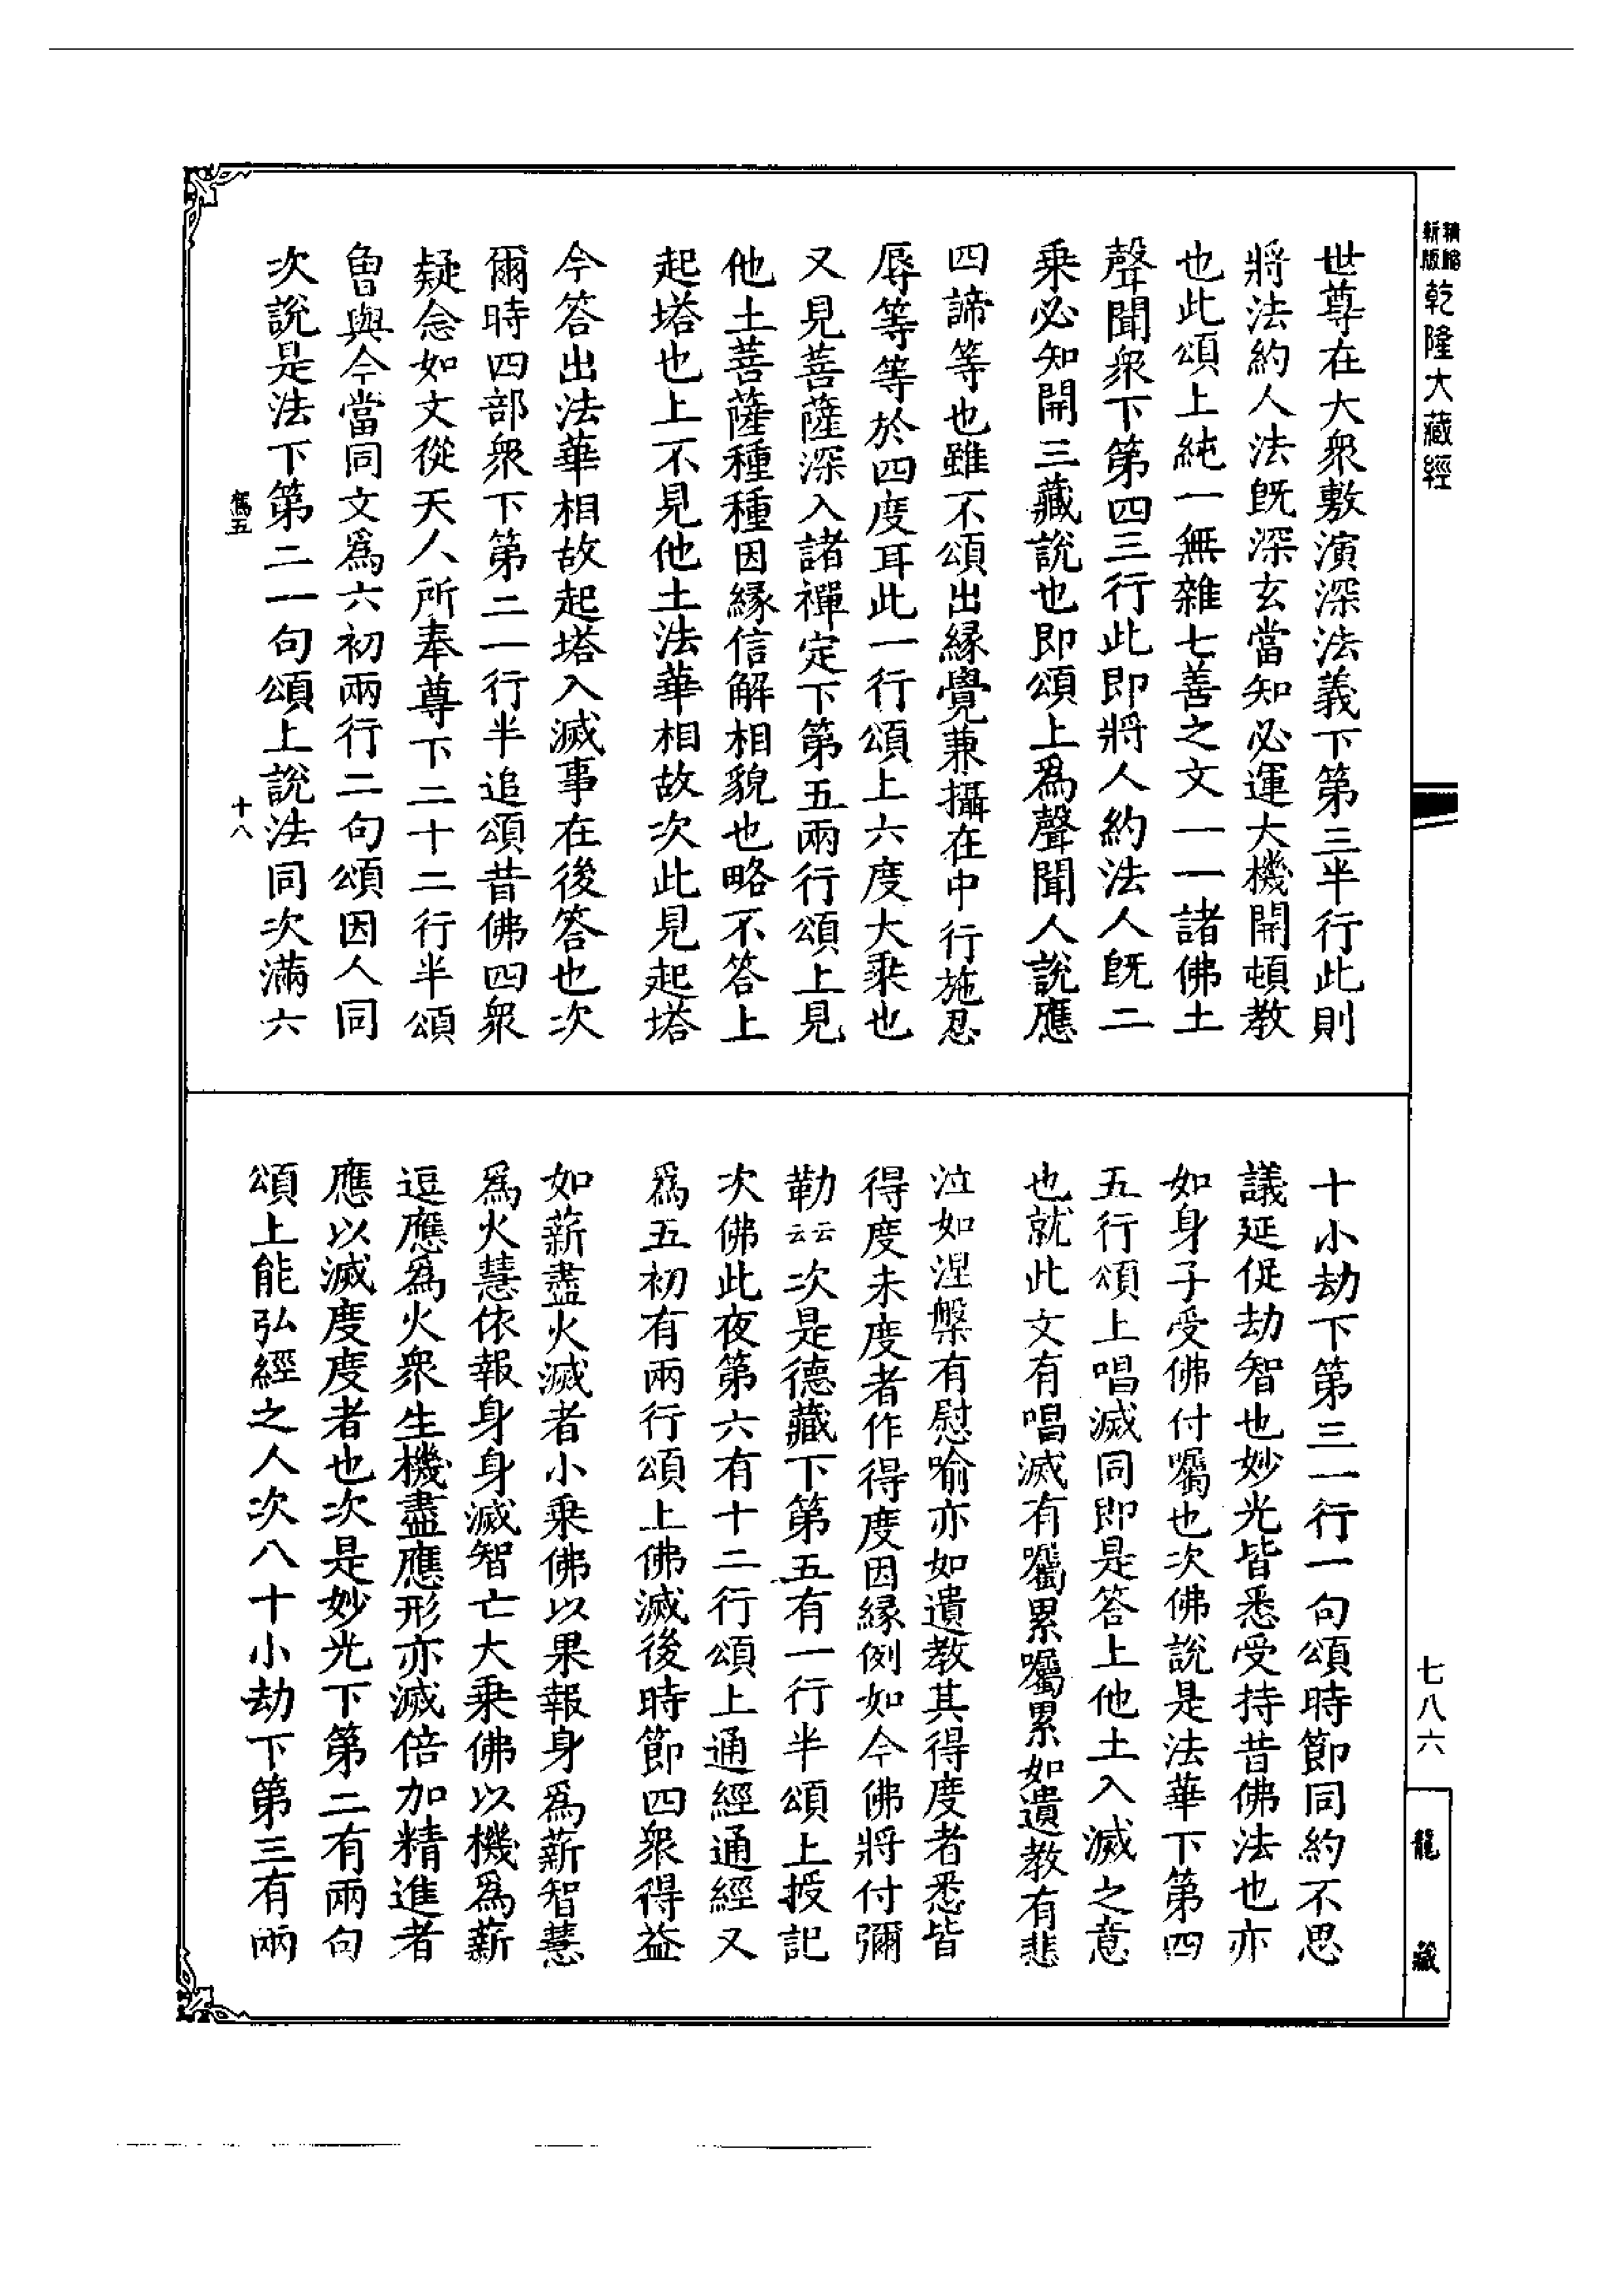 新版精縮乾隆大藏經
世尊在大衆敷演深法義下第三半行此則
將法約人法旣深玄當知必運大機開頓教
也此頌上純一無雜七善之文一一諸佛土
聲聞衆下第四三行此即將人約法人旣二
乘必知開三藏說也即頌上爲聲聞人說應
四諦等也雖不頌出緣覺兼攝在中行施忍
辱等等於四度耳此一行頌上六度大乘也
又見菩薩深入諸禪定下第五兩行頌上見
他土菩薩種種因緣信解相貌也略不答上
起塔也上不見他土法華相故次此見起塔
今答出法華相故起塔入滅事在後答也次
爾時四部衆下第二一行半追頌昔佛四衆
疑念如文從天人所奉尊下二十二行半頌
曾與今當同文爲六初兩行二句頌因人同
次說是法下第二一句頌上說法同次滿六
十八
十小劫下第三一行一句頌時節同約不思
議延促劫智也妙光皆悉受持昔佛法也亦
如身子受佛付囑也次佛說是法華下第四
五行頌上唱滅同即是答上他土入滅之意
也就此文有唱滅有囑累囑累如遺教有悲
泣如涅槃有慰喻亦如遺教其得度者悉皆
得度未度者作得度因緣例如今佛將付彌
勒云云次是德藏下第五有一行半頌上授記
次佛此夜第六有十二行頌上通經通經又
爲五初有兩行頌上佛滅後時節四衆得益
如薪盡火滅者小乘佛以果報身爲薪智慧
爲火慧依報身身滅智亡大乘佛以機爲薪
逗應爲火衆生機盡應形亦滅倍加精進者
應以滅度度者也次是妙光下第二有兩句
頌上能弘經之人次八十小劫下第三有兩
七八六
龍藏